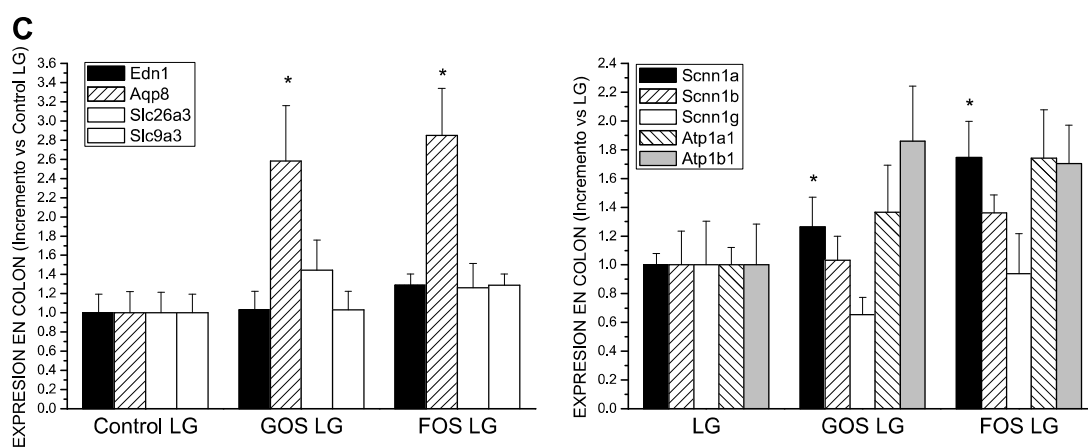 C
EXPRESION EN COLON (Incremento vs Control LG)
3.6
3.4
3.2
3.0
2.8
2.6
2.4
2.2
2.0
1.8
1.6
1.4
1.2
1.0
0.8
0.6
0.4
0.2
0.0
Edn1
Aqp8
Slc26a3
Slc9a3
*
*
Control LG GOS LG FOS LG
EXPRESION EN COLON (Incremento vs LG)
2.4
2.2
2.0
1.8
1.6
1.4
1.2
1.0
0.8
0.6
0.4
0.2
0.0
Scnn1a
Scnn1b
Scnn1g
Atp1a1
Atp1b1
*
*
LG GOS LG FOS LG